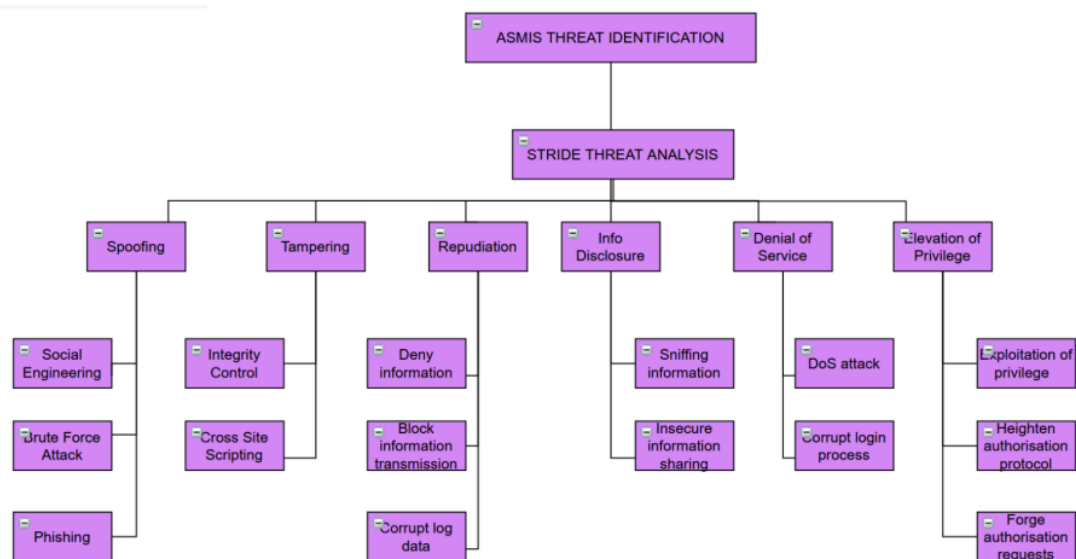 ASMIS THREAT IDENTIFICATION
STRIDE THREAT ANALYSIS
Spoofing
Tampering
Repudiation
Info
Disclosure
Denial of
Service
Elevation of
Privilege
Social
Engineering
Integrity
Control
Deny
information
Sniffing
information
DoS attack
Exploitation of
privilege
Brute Force
Attack
Cross Site
Scripting
Block
information
transmission
Insecure
information
sharing
Corrupt login
process
Heighten
authorisation
protocol
Phishing
Corrupt log
data
Forge
authorisation
requests